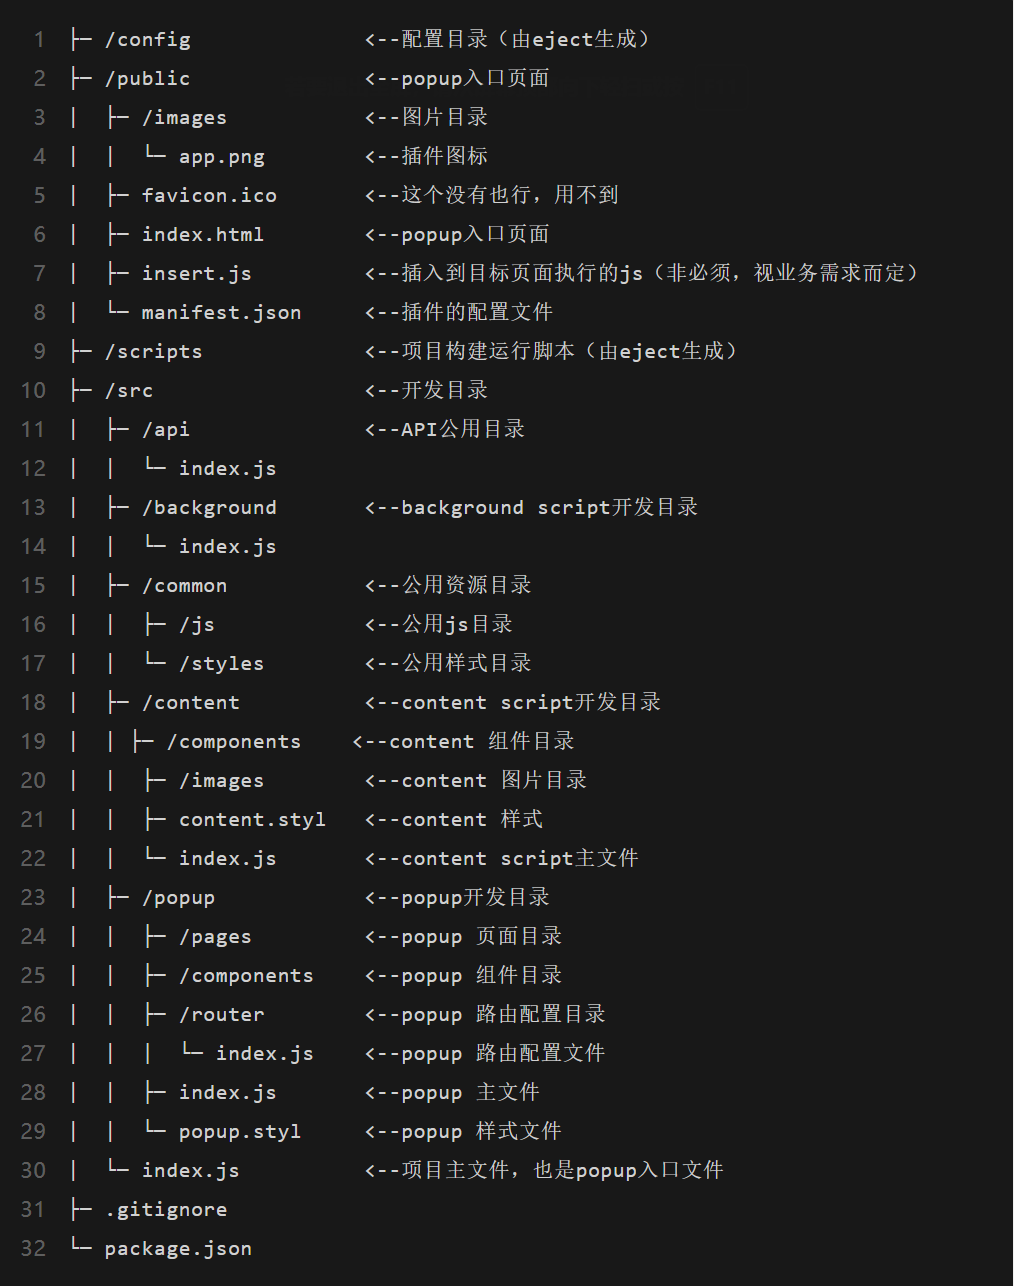 1 ├─ /config              <--配置目录（由eject生成）
2 ├─ /public              <--popup入口页面
3 |  ├─ /images           <--图片目录
4 |  |  └─ app.png        <--插件图标
5 |  ├─ favicon.ico       <--这个没有也行，用不到
6 |  ├─ index.html        <--popup入口页面
7 |  ├─ insert.js         <--插入到目标页面执行的js（非必须，视业务需求而定）
8 |  └─ manifest.json     <--插件的配置文件
9 ├─ /scripts             <--项目构建运行脚本（由eject生成）
10 ├─ /src                 <--开发目录
11 |  ├─ /api              <--API公用目录
12 |  |  └─ index.js
13 |  ├─ /background       <--background script开发目录
14 |  |  └─ index.js
15 |  ├─ /common           <--公用资源目录
16 |  |  ├─ /js            <--公用js目录
17 |  |  └─ /styles        <--公用样式目录
18 |  ├─ /content          <--content script开发目录
19 |  | ├─ /components    <--content 组件目录
20 |  |  ├─ /images        <--content 图片目录
21 |  |  ├─ content.styl   <--content 样式
22 |  |  └─ index.js       <--content script主文件
23 |  ├─ /popup            <--popup开发目录
24 |  |  ├─ /pages         <--popup 页面目录
25 |  |  ├─ /components    <--popup 组件目录
26 |  |  ├─ /router        <--popup 路由配置目录
27 |  |  |  └─ index.js    <--popup 路由配置文件
28 |  |  ├─ index.js       <--popup 主文件
29 |  |  └─ popup.styl     <--popup 样式文件
30 |  └─ index.js          <--项目主文件，也是popup入口文件
31 ├─ .gitignore
32 └─ package.json